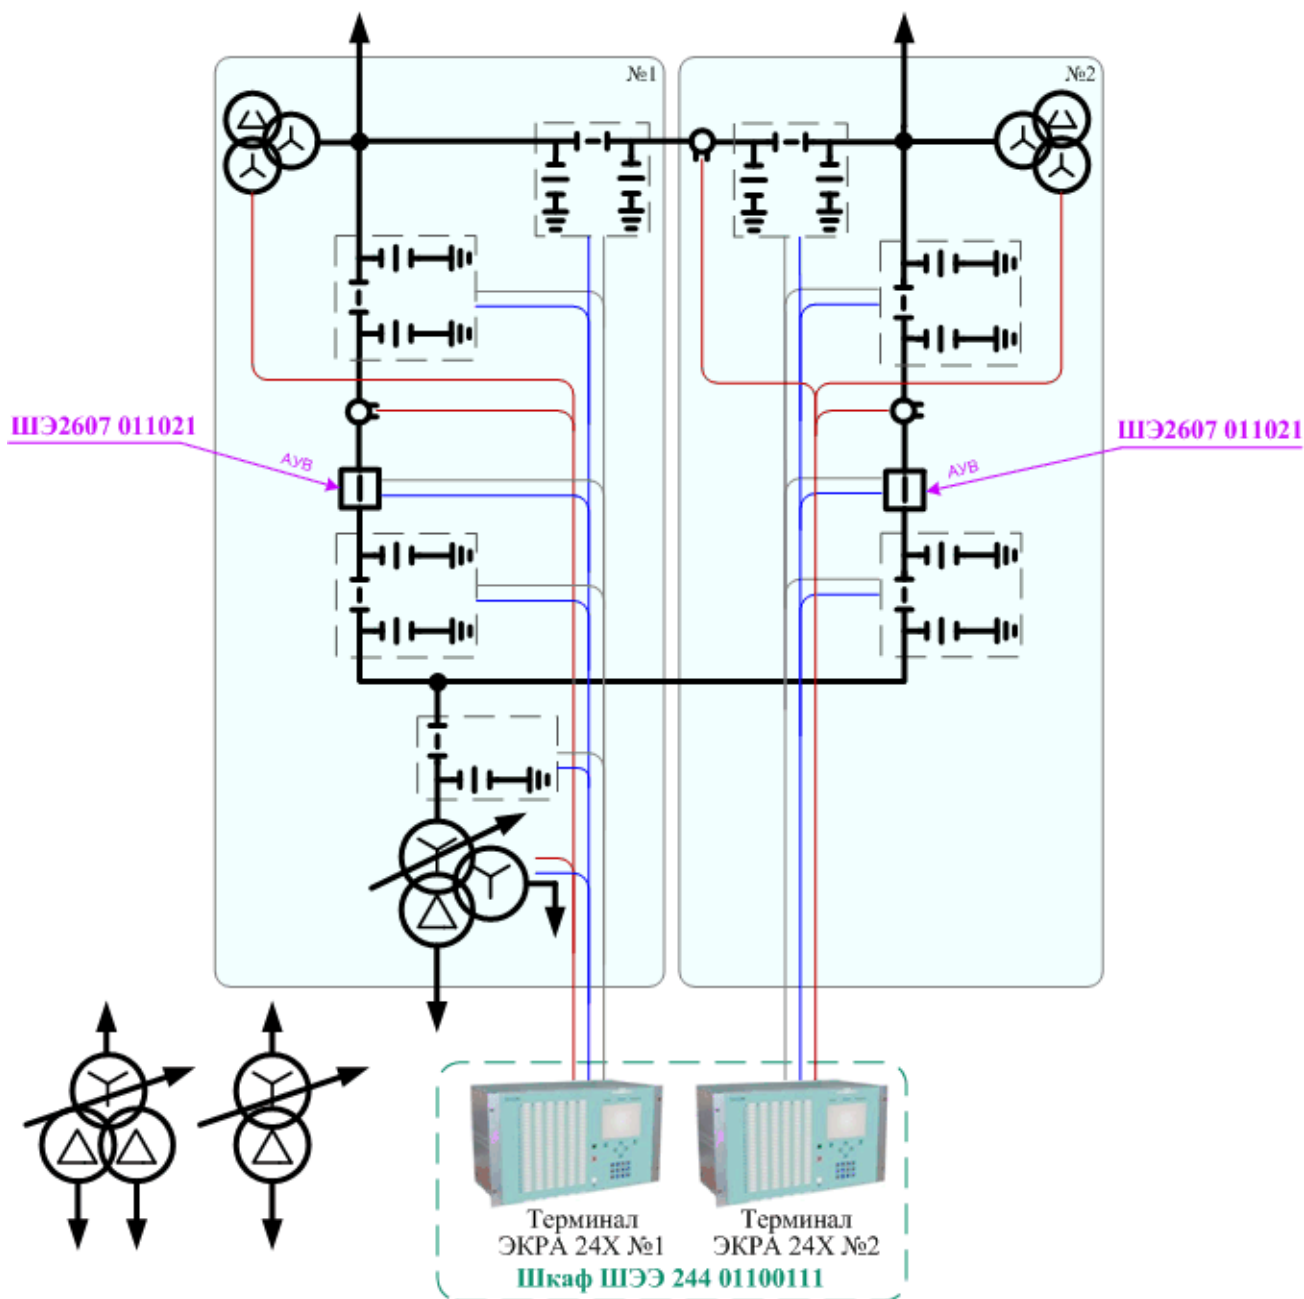 №1
№2
ШЭ2607 011021
АУВ
ШЭ2607 011021
АУВ
Терминал
ЭКРА 24Х №1
Терминал
ЭКРА 24Х №2
Шкаф ШЭЭ 244 01100111